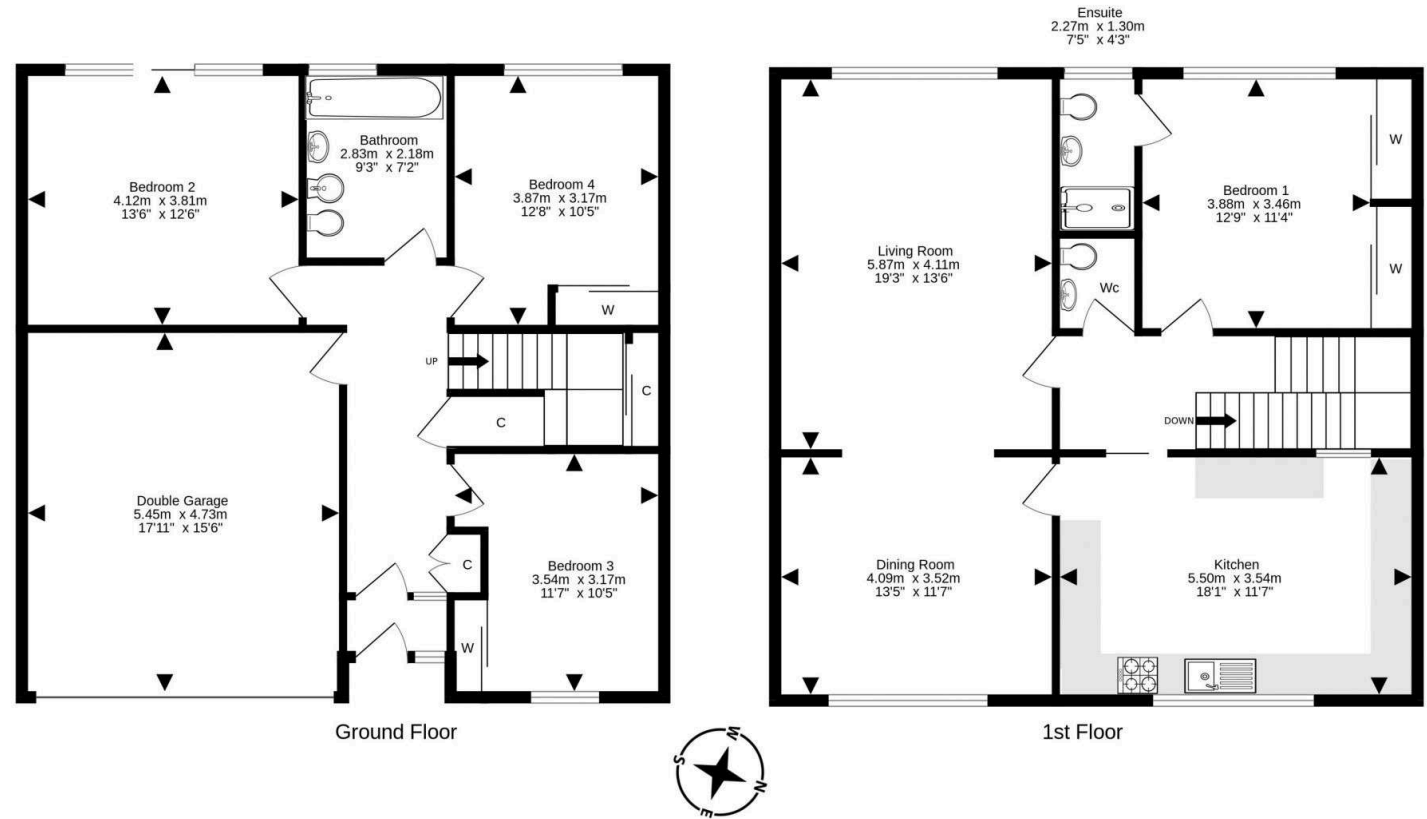 Ensuite
2.27m x 1.30m
7'5" x 4'3"
Bedroom 2
4.12m x 3.81m
13'6" x 12'6"
Bathroom
2.83m x 2.18m
9'3" x 7'2"
Bedroom 4
3.87m x 3.17m
12'8" x 10'5"
W
UP
C
C
Double Garage
5.45m x 4.73m
17'11" x 15'6"
C
W
Bedroom 3
3.54m x 3.17m
11'7" x 10'5"
Ground Floor
Living Room
5.87m x 4.11m
19'3" x 13'6"
Wc
Bedroom 1
3.88m x 3.46m
12'9" x 11'4"
W
W
DOWN
Dining Room
4.09m x 3.52m
13'5" x 11'7"
Kitchen
5.50m x 3.54m
18'1" x 11'7"
1st Floor
W
S
N
E